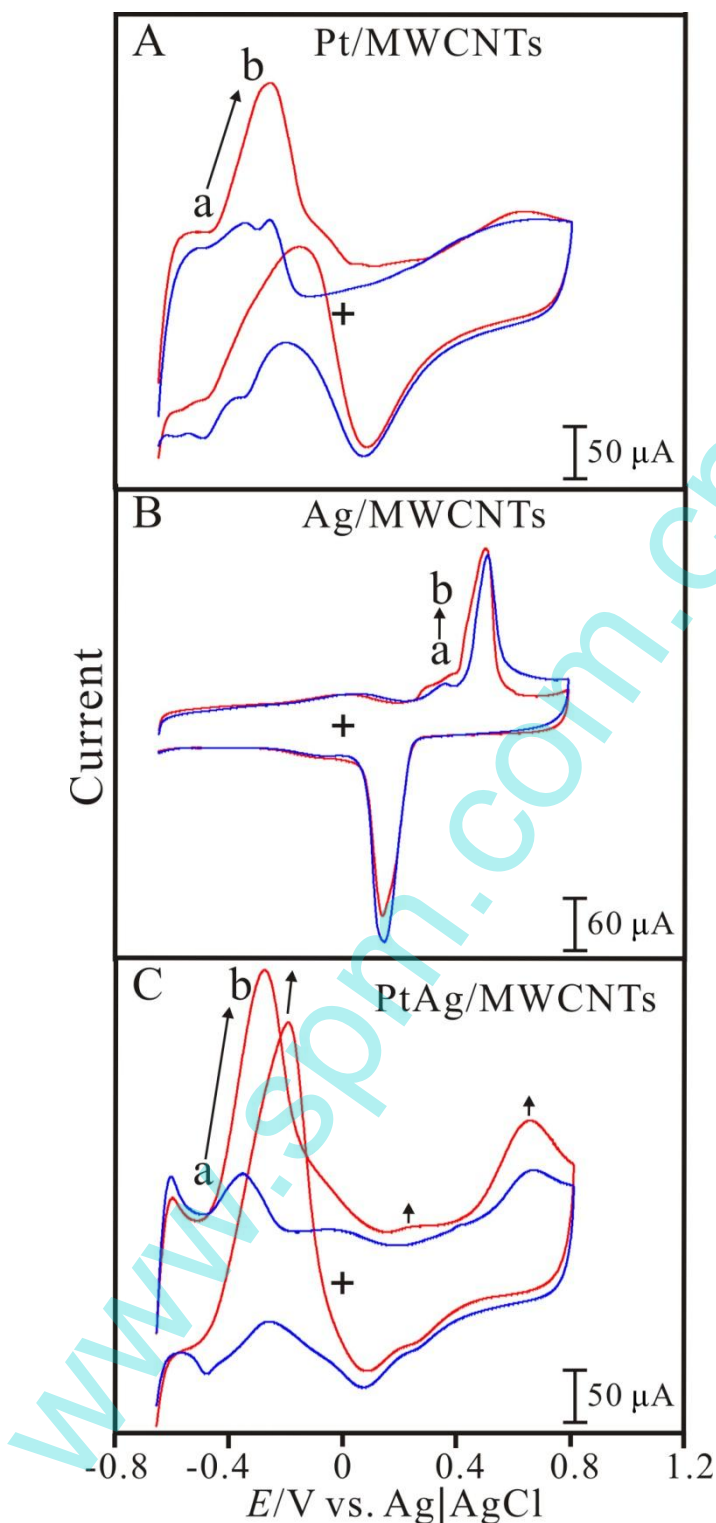 A
Pt/MWCNTs
b
a
+
50 μA
B
Ag/MWCNTs
b
a
+
60 μA
C
PtAg/MWCNTs
b
a
+
50 μA
Current
-0.8 -0.4 0 0.4 0.8 1.2
E/V vs. Ag|AgCl
www.spm.com.cn